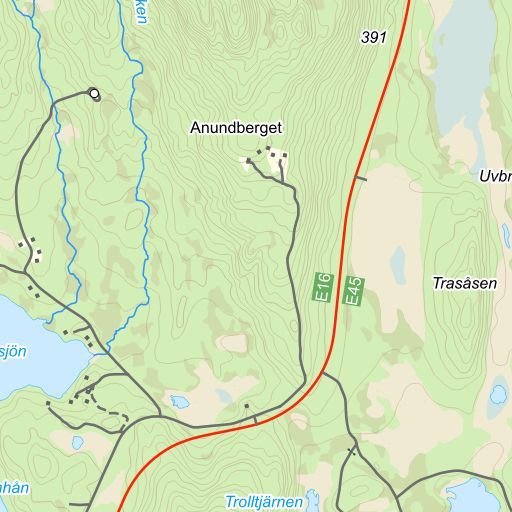 ken
391
Anundberget
Uvbr
E16
E45
Trasåsen
sjön
nhån
Trolltjärnen